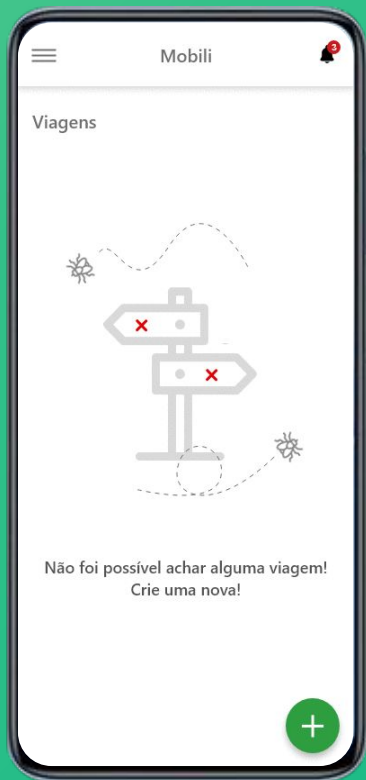 Mobili
3
Viagens
Não foi possível achar alguma viagem!
Crie uma nova!